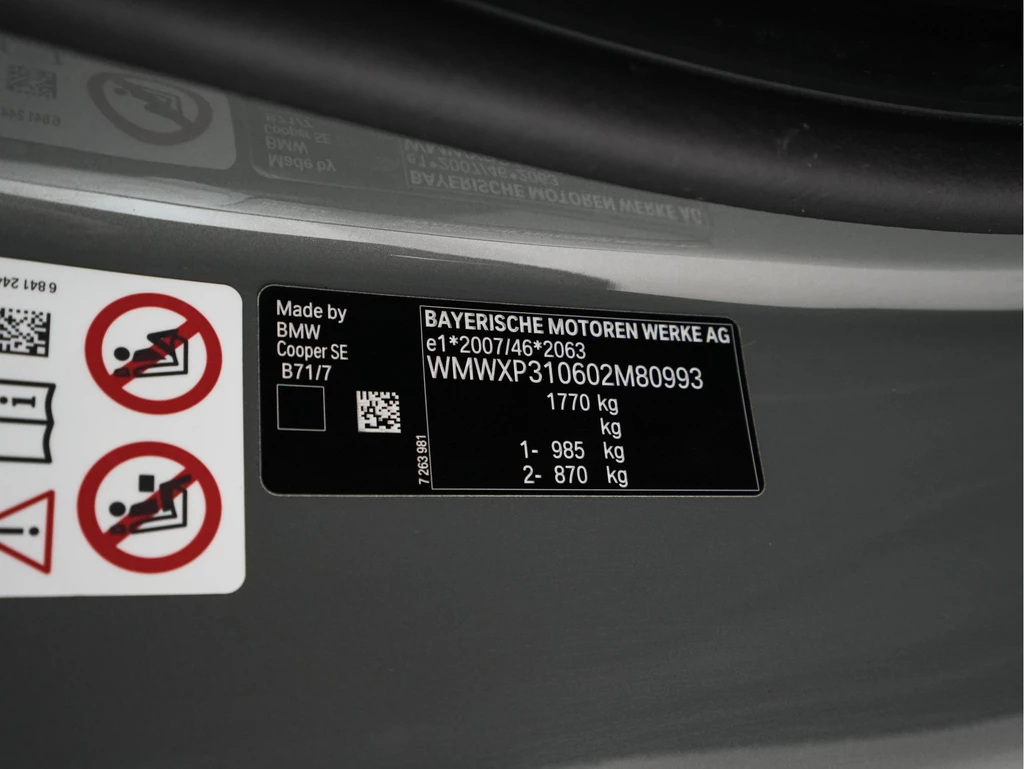 6 841 24
Made by
BMW
Cooper SE
B71/7
7 263 981
BAYERISCHE MOTOREN WERKE AG
e1*2007/46*2063
WMWXP310602M80993
1770 kg
kg
1- 985 kg
2- 870 kg